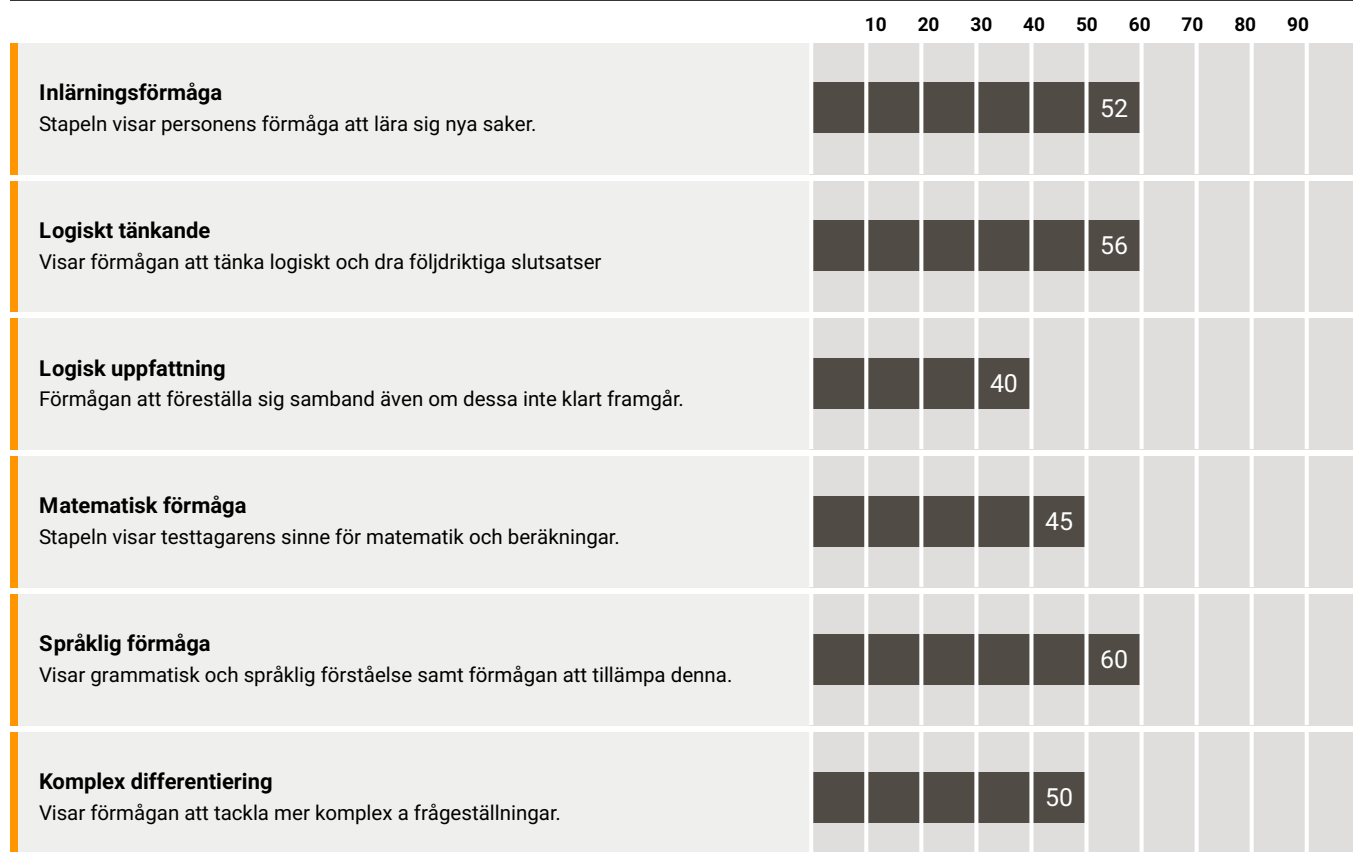 10 20 30 40 50 60 70 80 90
Inlärningsförmåga
Stapeln visar personens förmåga att lära sig nya saker.
52
Logiskt tänkande
Visar förmågan att tänka logiskt och dra följdriktiga slutsatser
56
Logisk uppfattning
Förmågan att föreställa sig samband även om dessa inte klart framgår.
40
Matematisk förmåga
Stapeln visar testtagarens sinne för matematik och beräkningar.
45
Språklig förmåga
Visar grammatisk och språklig förståelse samt förmågan att tillämpa denna.
60
Komplex differentiering
Visar förmågan att tackla mer komplex a frågeställningar.
50